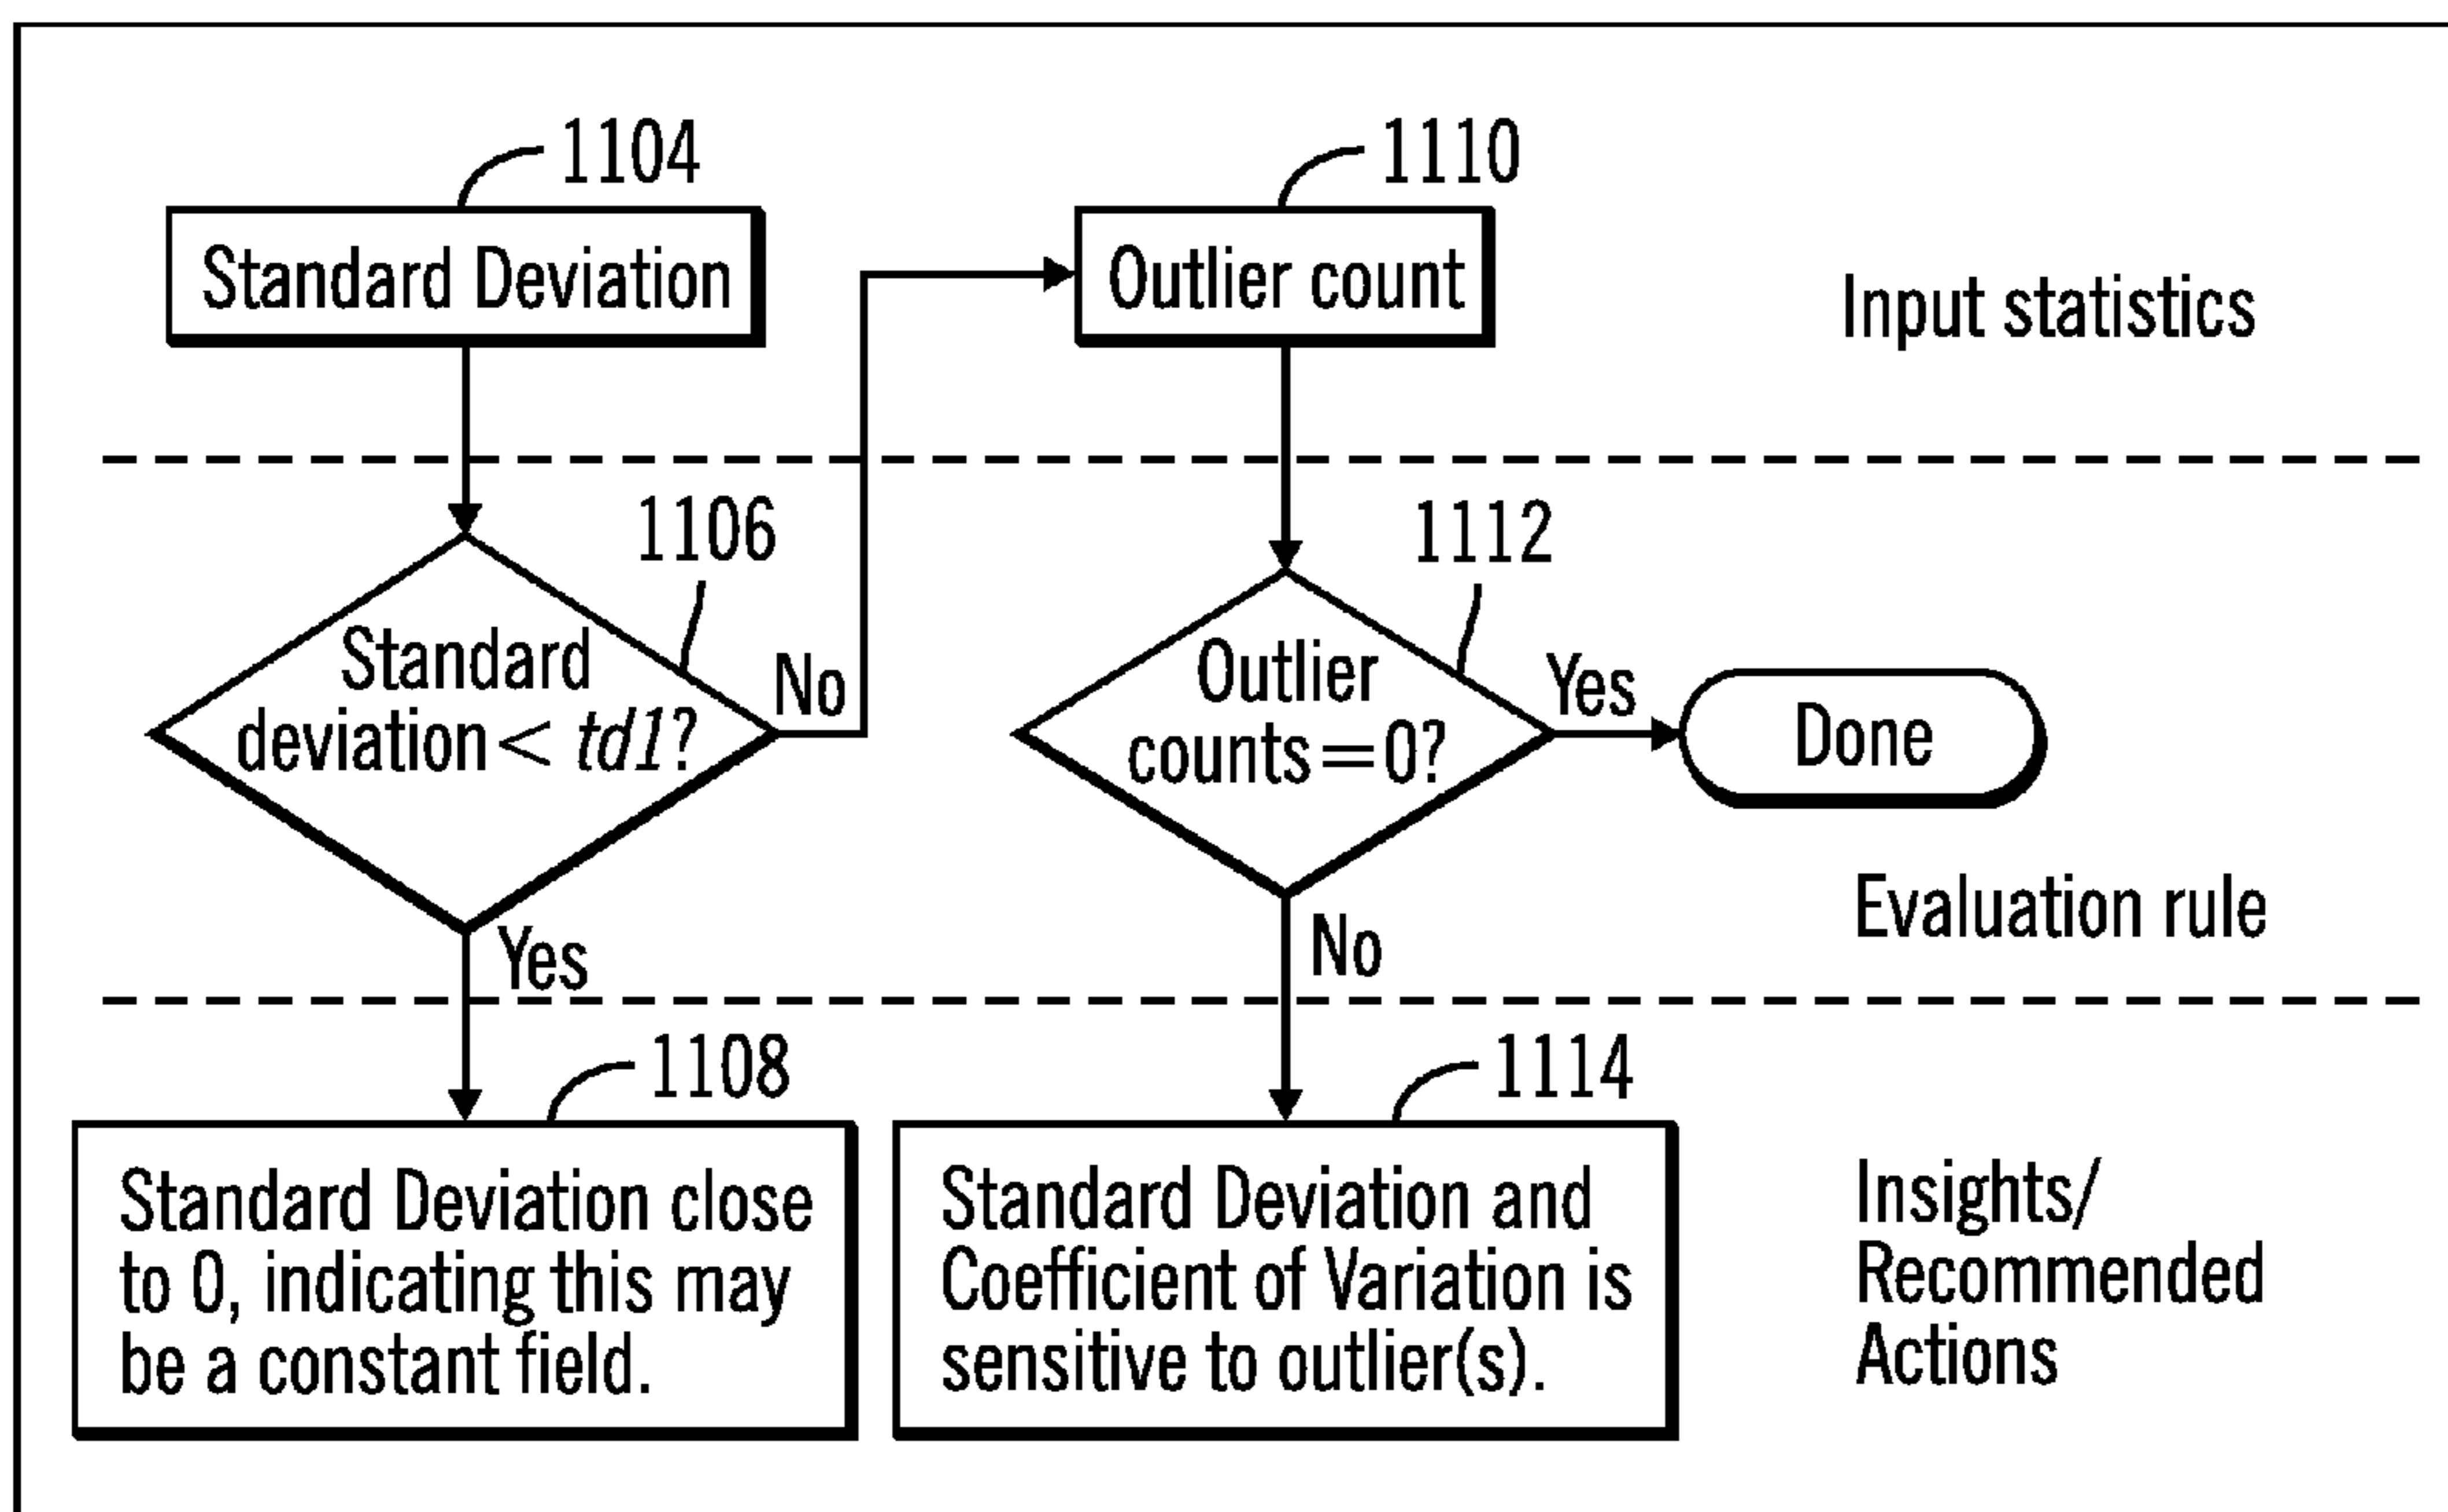 1104
Standard Deviation
1110
Outlier count
Input statistics
1106
Standard
deviation < td1?
No
Yes
1112
Outlier
counts=0?
Yes
No
Done
Evaluation rule
1108
Standard Deviation close
to 0, indicating this may
be a constant field.
1114
Standard Deviation and
Coefficient of Variation is
sensitive to outlier(s).
Insights/
Recommended
Actions